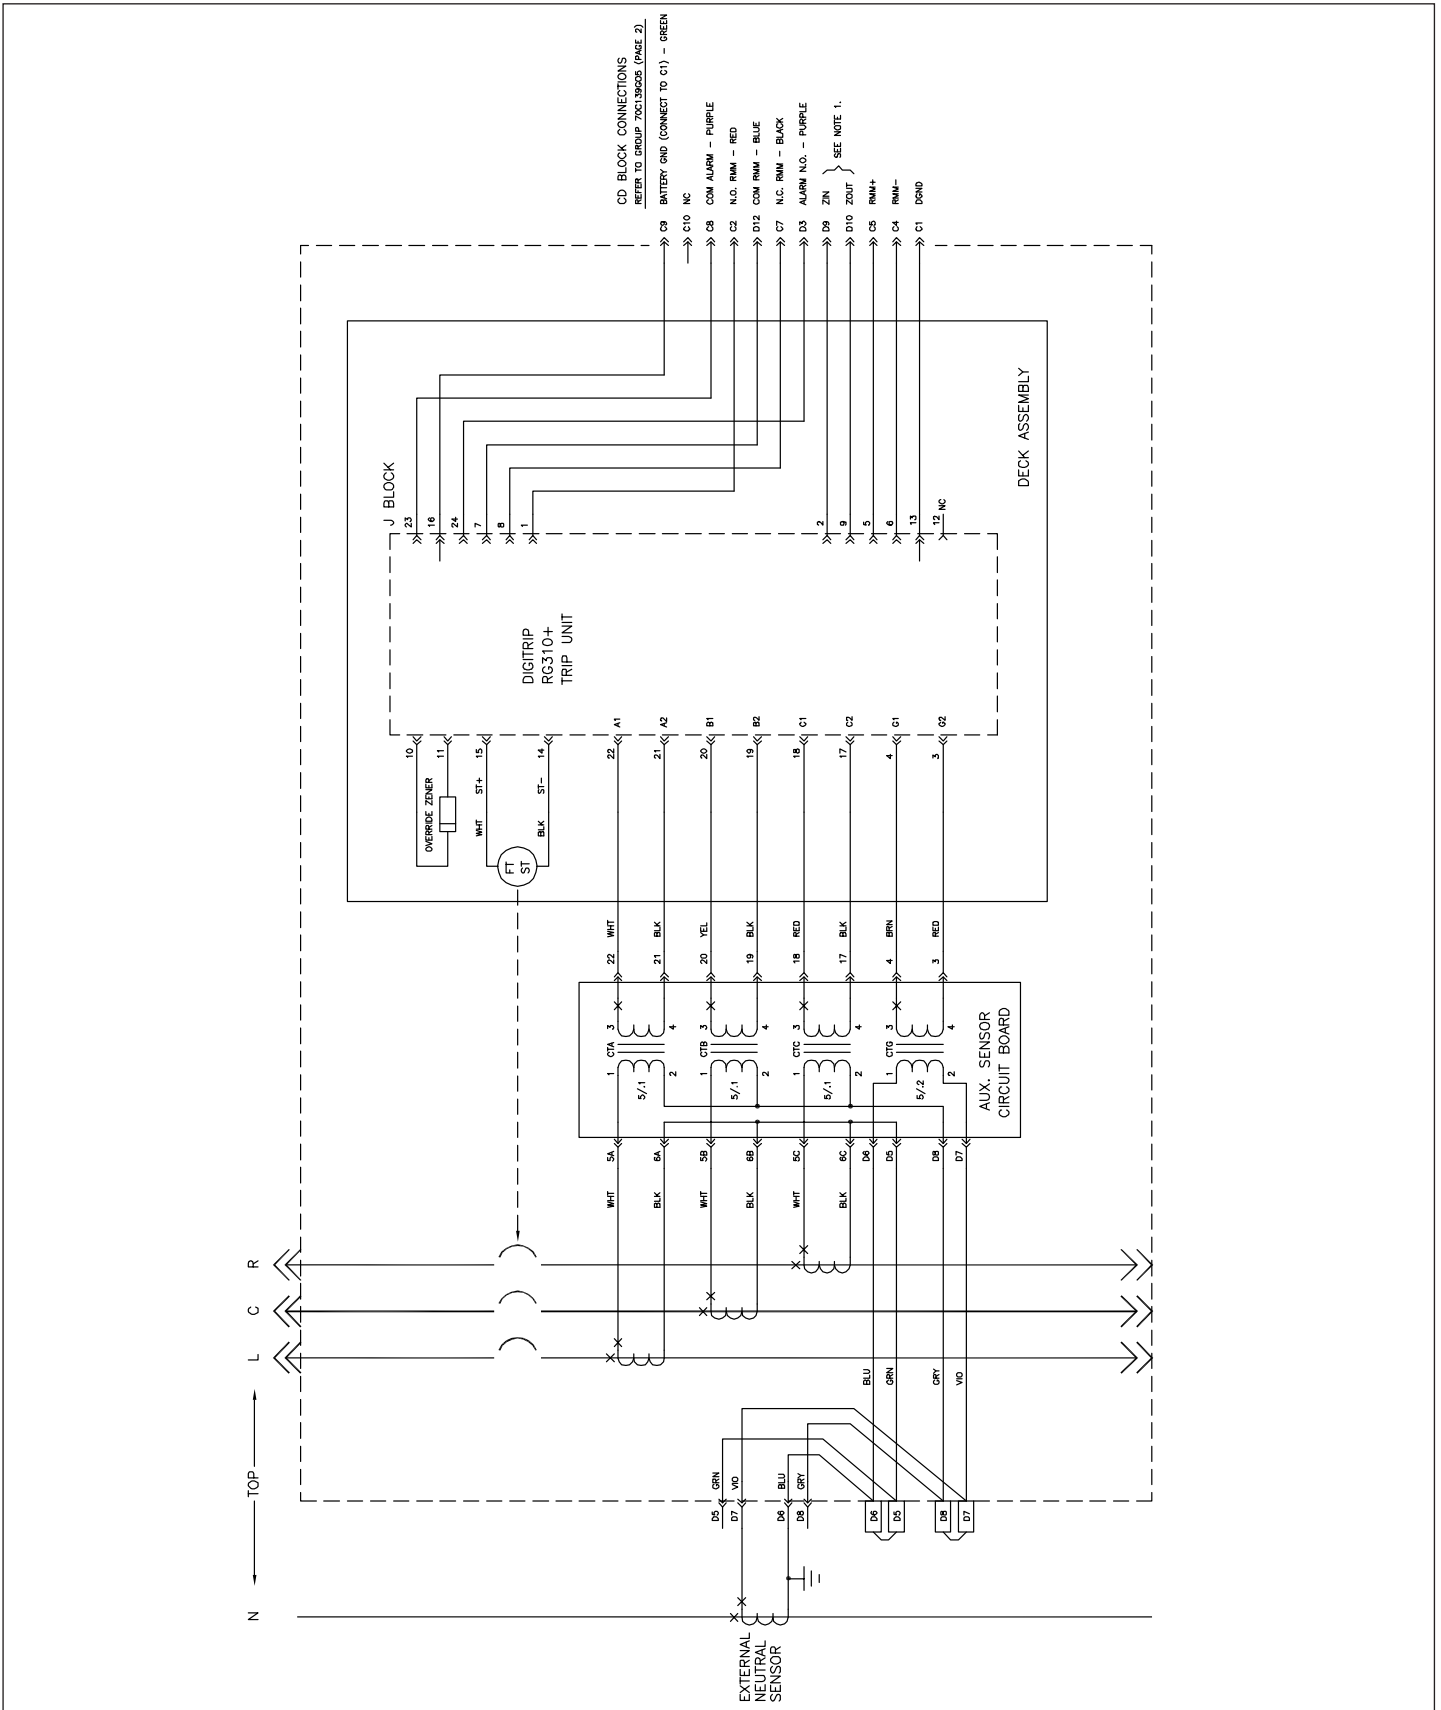 CD BLOCK CONNECTIONS
REFER TO GROUP 70C139G05 (PAGE 2)
C9 BATTERY GND (CONNECT TO C1) - GREEN
C10 NC
C8 COM ALARM - PURPLE
C2 N.O. RMM - RED
D12 COM RMM - BLUE
C7 N.C. RMM - BLACK
D3 ALARM N.O. - PURPLE
D9 ZIN
D10 ZOUT
SEE NOTE 1.
C5 RMM+
C4 RMM-
C1 DGND
DECK ASSEMBLY
J BLOCK
23
16
24
7
8
1
2
9
5
6
13
12 NC
DIGITRIP
RG310+
TRIP UNIT
A1
A2
B1
B2
C1
C2
G1
G2
10
11
15
14
22
21
20
19
18
17
4
3
OVERRIDE ZENER
WHT ST+
BLK ST-
FT
ST
22 WHT
21 BLK
20 YEL
19 BLK
18 RED
17 BLK
4 BRN
3 RED
AUX. SENSOR
CIRCUIT BOARD
1 CTA 3
2 4
5/.1
1 CTB 3
2 4
5/.1
1 CTC 3
2 4
5/.1
1 CTG 3
2 4
5/.2
5A
6A
5B
6B
5C
6C
D6
D5
D8
D7
WHT
BLK
WHT
BLK
WHT
BLK
R
C
L
BLU
GRN
GRY
VIO
TOP
D5 GRN
D7 VIO
D6 BLU
D8 GRY
D6
D5
D8
D7
N
EXTERNAL
NEUTRAL
SENSOR